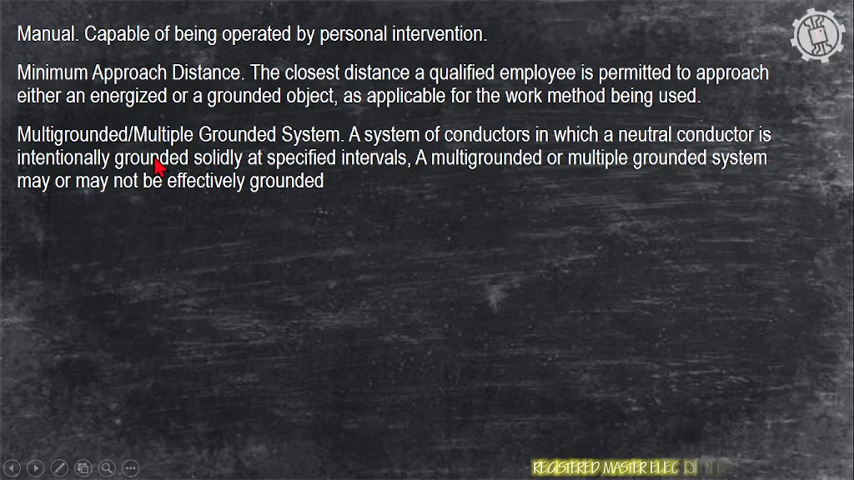 Manual. Capable of being operated by personal intervention.
Minimum Approach Distance. The closest distance a qualified employee is permitted to approach
either an energized or a grounded object, as applicable for the work method being used.
Multigrounded/Multiple Grounded System. A system of conductors in which a neutral conductor is
intentionally grounded solidly at specified intervals, A multigrounded or multiple grounded system
may or may not be effectively grounded
REGISTERED MASTER ELEC